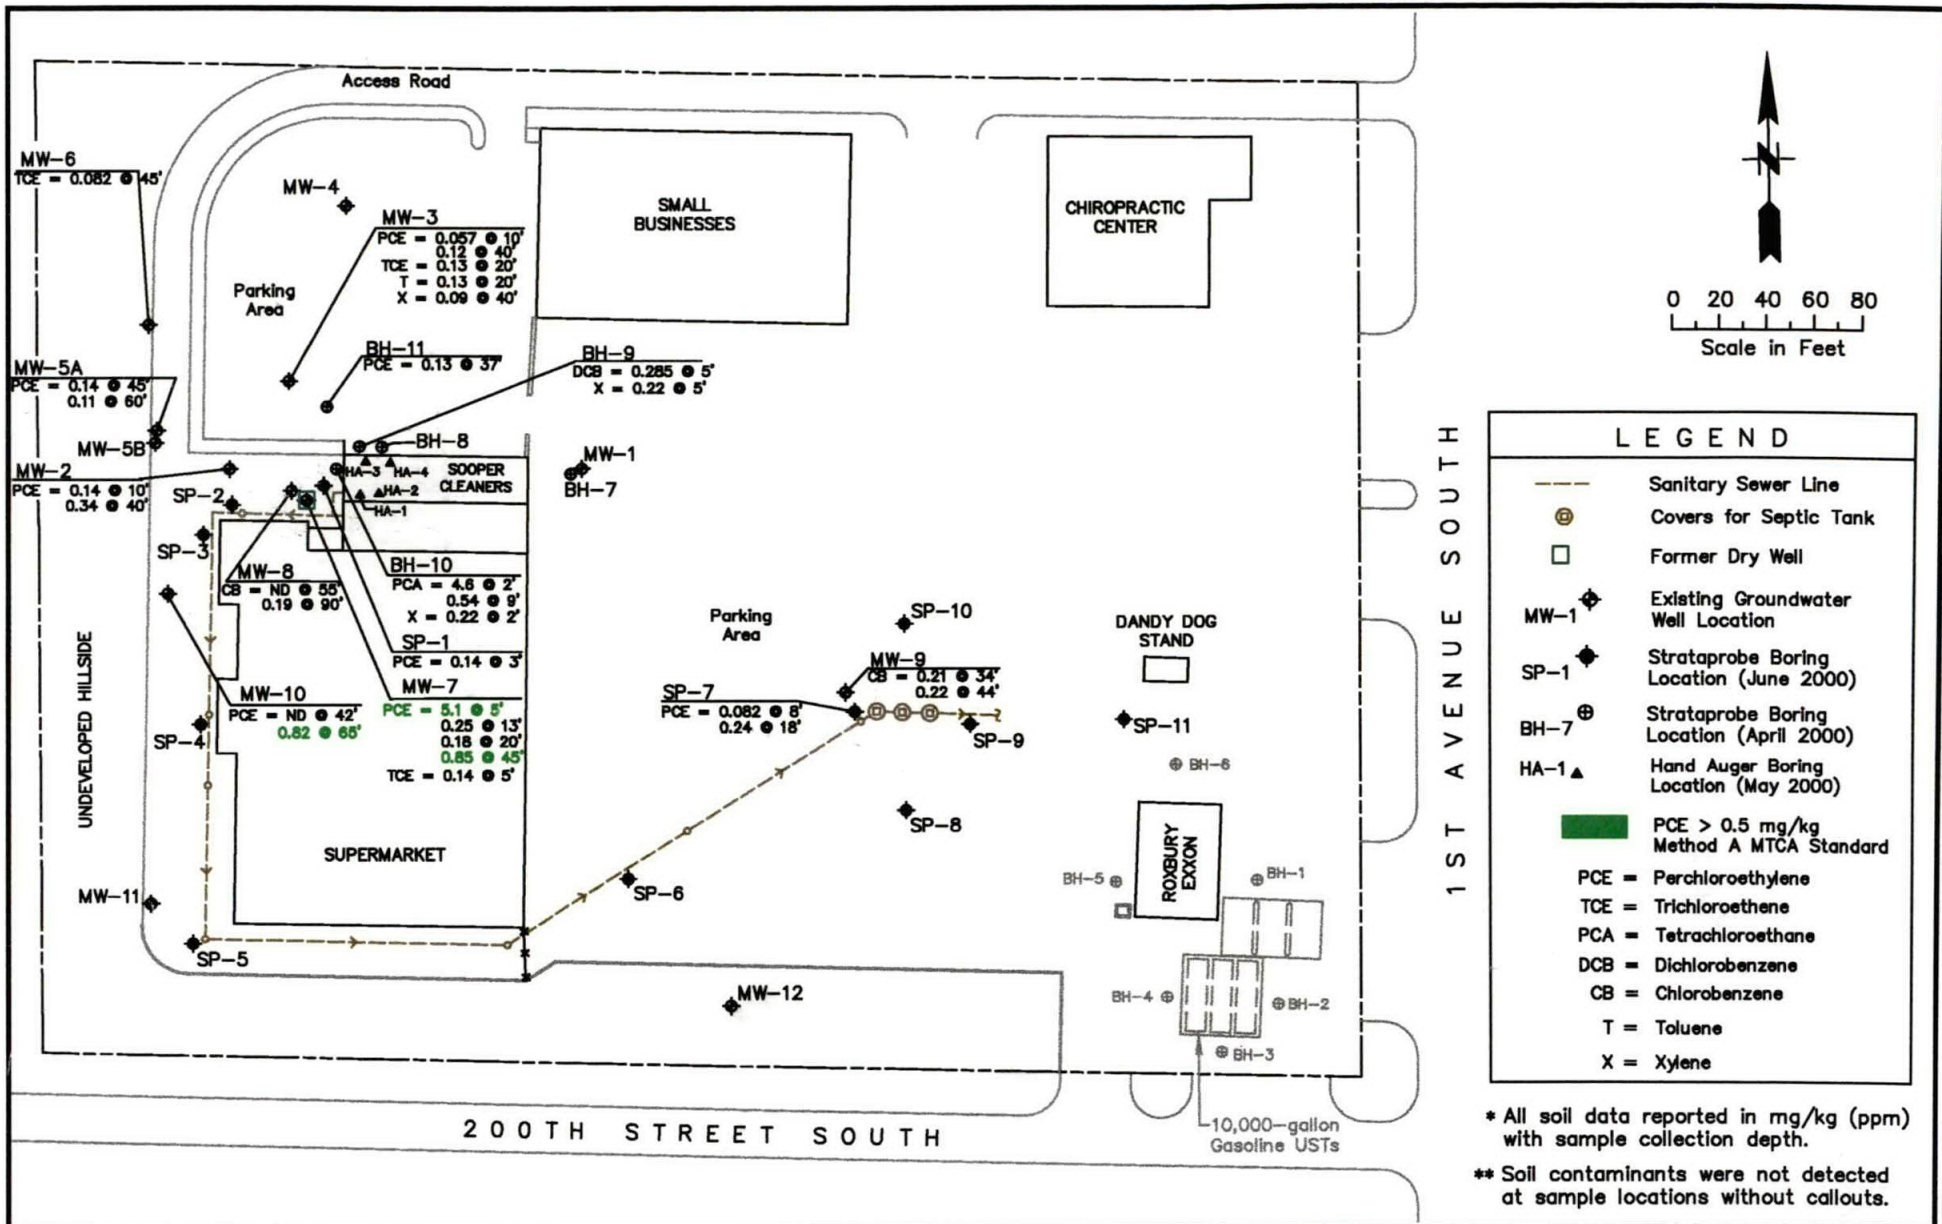 Access Road
MW-6
TCE = 0.082 @ 45'
MW-4
MW-3
PCE = 0.057 @ 10'
0.12 @ 40'
TCE = 0.13 @ 20'
T = 0.13 @ 20'
X = 0.09 @ 40'
Parking
Area
SMALL
BUSINESSES
CHIROPRACTIC
CENTER
N
0 20 40 60 80
Scale in Feet
BH-11
PCE = 0.13 @ 37'
BH-9
DCB = 0.285 @ 5'
X = 0.22 @ 5'
MW-5A
PCE = 0.14 @ 45'
0.11 @ 60'
MW-5B
BH-8
MW-2
PCE = 0.14 @ 10'
0.34 @ 40'
HA-3
HA-4
HA-2
HA-1
SOOPER
CLEANERS
MW-1
BH-7
SP-2
SP-3
MW-8
CB = ND @ 55'
0.19 @ 90'
BH-10
PCA = 4.6 @ 2'
0.54 @ 9'
X = 0.22 @ 2'
SP-1
PCE = 0.14 @ 3'
MW-10
PCE = ND @ 42'
0.82 @ 65'
MW-7
PCE = 5.1 @ 5'
0.25 @ 13'
0.18 @ 20'
0.85 @ 45'
TCE = 0.14 @ 5'
UNDEVELOPED HILLSIDE
SP-4
SUPERMARKET
MW-11
SP-5
Parking
Area
SP-10
DANDY DOG
STAND
MW-9
CB = 0.21 @ 34'
0.22 @ 44'
SP-7
PCE = 0.082 @ 8'
0.24 @ 18'
SP-9
SP-11
BH-6
SP-8
SP-6
ROXBURY
EXXON
BH-5
BH-1
BH-4
BH-2
BH-3
MW-12
10,000-gallon
Gasoline USTs
200TH STREET SOUTH
1ST AVENUE SOUTH
LEGEND
Sanitary Sewer Line
Covers for Septic Tank
Former Dry Well
MW-1 Existing Groundwater
Well Location
SP-1 Strataprobe Boring
Location (June 2000)
BH-7 Strataprobe Boring
Location (April 2000)
HA-1 Hand Auger Boring
Location (May 2000)
PCE > 0.5 mg/kg
Method A MTCA Standard
PCE = Perchloroethylene
TCE = Trichloroethene
PCA = Tetrachloroethane
DCB = Dichlorobenzene
CB = Chlorobenzene
T = Toluene
X = Xylene
* All soil data reported in mg/kg (ppm)
with sample collection depth.
** Soil contaminants were not detected
at sample locations without callouts.